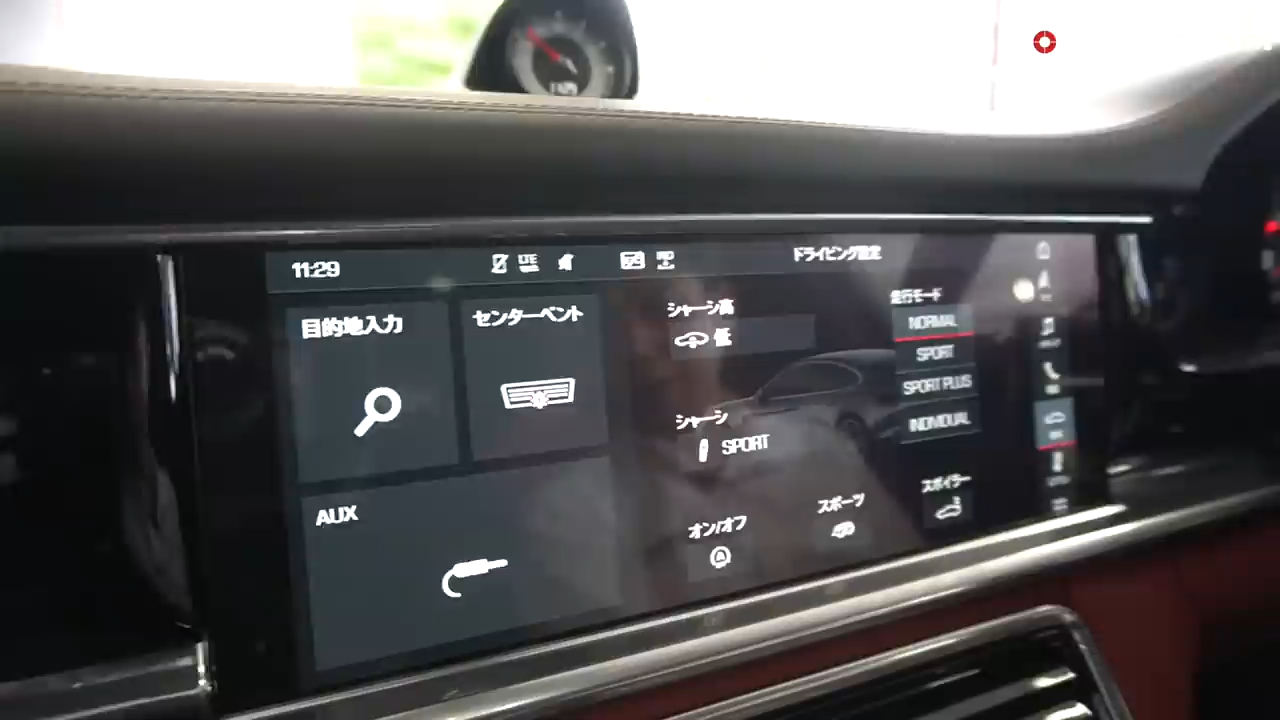 11:29
LTE
ドライビング設定
目的地入力
センターベント
AUX
シャーシ高
低
シャーシ
SPORT
走行モード
NORMAL
SPORT
SPORT PLUS
INDIVIDUAL
オン/オフ
スポーツ
スポイラー